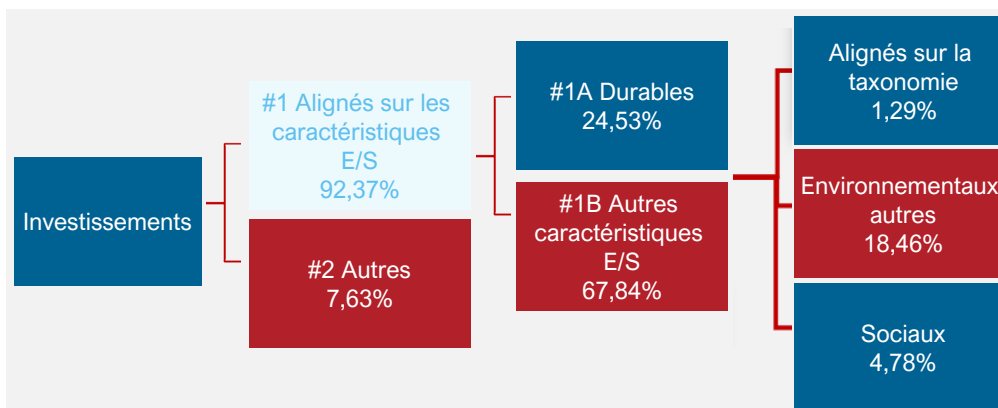 Investissements
#1 Alignés sur les
caractéristiques
E/S
92,37%
#2 Autres
7,63%
#1A Durables
24,53%
#1B Autres
caractéristiques
E/S
67,84%
Alignés sur la
taxonomie
1,29%
Environnementaux
autres
18,46%
Sociaux
4,78%